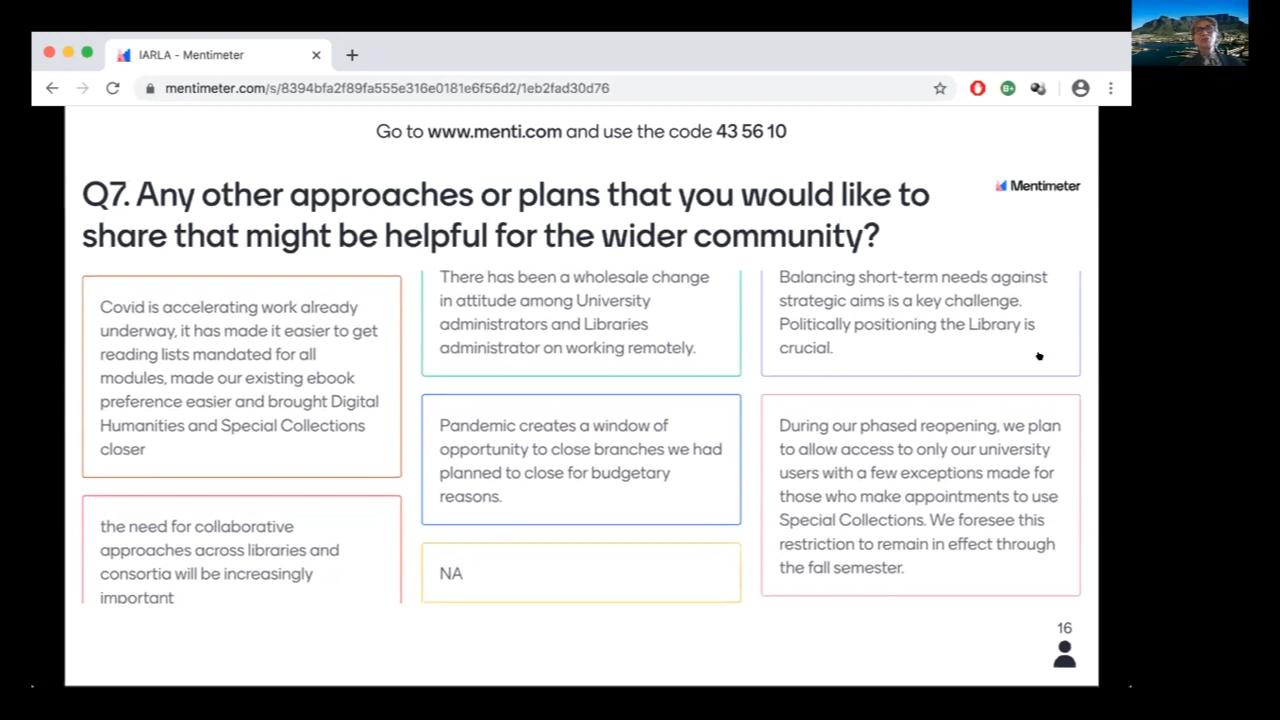 IARLA - Mentimeter
mentimeter.com/s/8394bfa2f89fa555e316e0181e6f56d2/1eb2fad30d76
Go to www.menti.com and use the code 43 56 10
Q7. Any other approaches or plans that you would like to
share that might be helpful for the wider community?
Mentimeter
Covid is accelerating work already
underway, it has made it easier to get
reading lists mandated for all
modules, made our existing ebook
preference easier and brought Digital
Humanities and Special Collections
closer
the need for collaborative
approaches across libraries and
consortia will be increasingly
important
There has been a wholesale change
in attitude among University
administrators and Libraries
administrator on working remotely.
Pandemic creates a window of
opportunity to close branches we had
planned to close for budgetary
reasons.
NA
Balancing short-term needs against
strategic aims is a key challenge.
Politically positioning the Library is
crucial.
During our phased reopening, we plan
to allow access to only our university
users with a few exceptions made for
those who make appointments to use
Special Collections. We foresee this
restriction to remain in effect through
the fall semester.
16